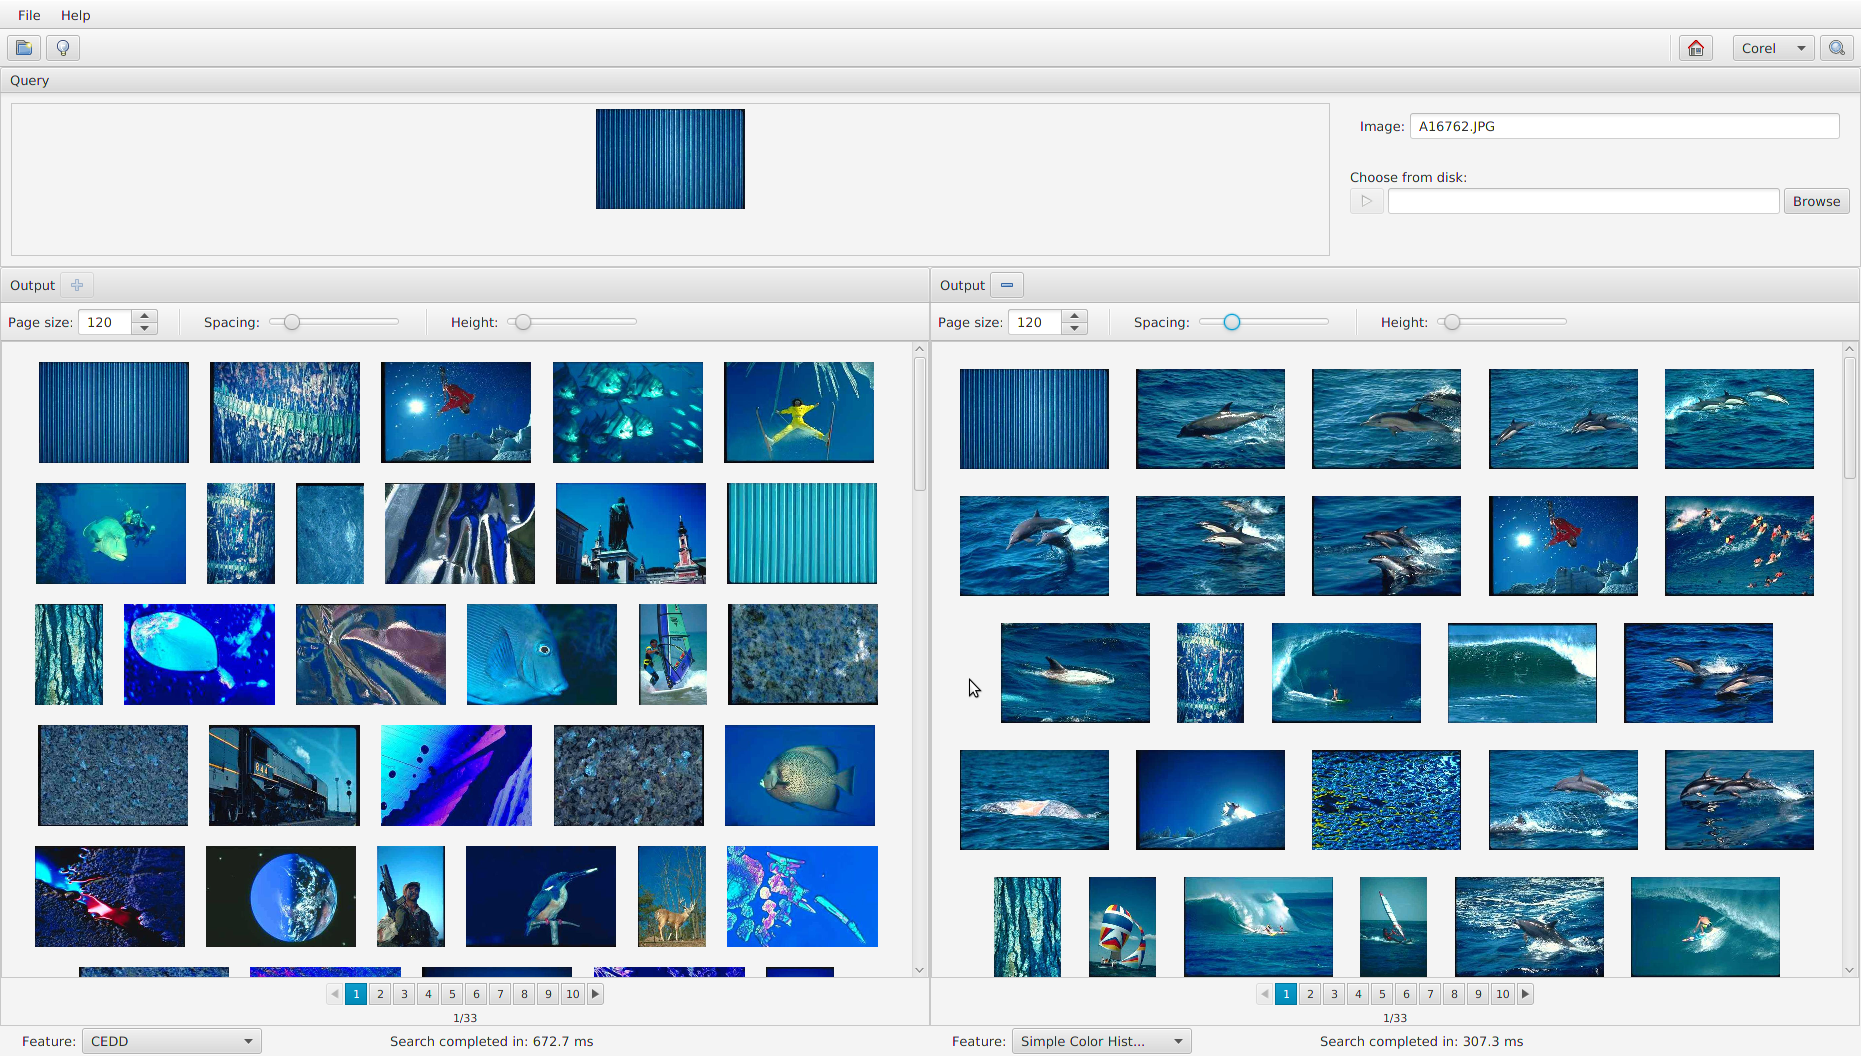 File Help
Corel
Query
Image: A16762.JPG
Choose from disk:
Browse
Output
Page size: 120 Spacing: Height:
Output
Page size: 120 Spacing: Height:
844
1 2 3 4 5 6 7 8 9 10
1/33
1 2 3 4 5 6 7 8 9 10
1/33
Feature: CEDD Search completed in: 672.7 ms
Feature: Simple Color Hist... Search completed in: 307.3 ms